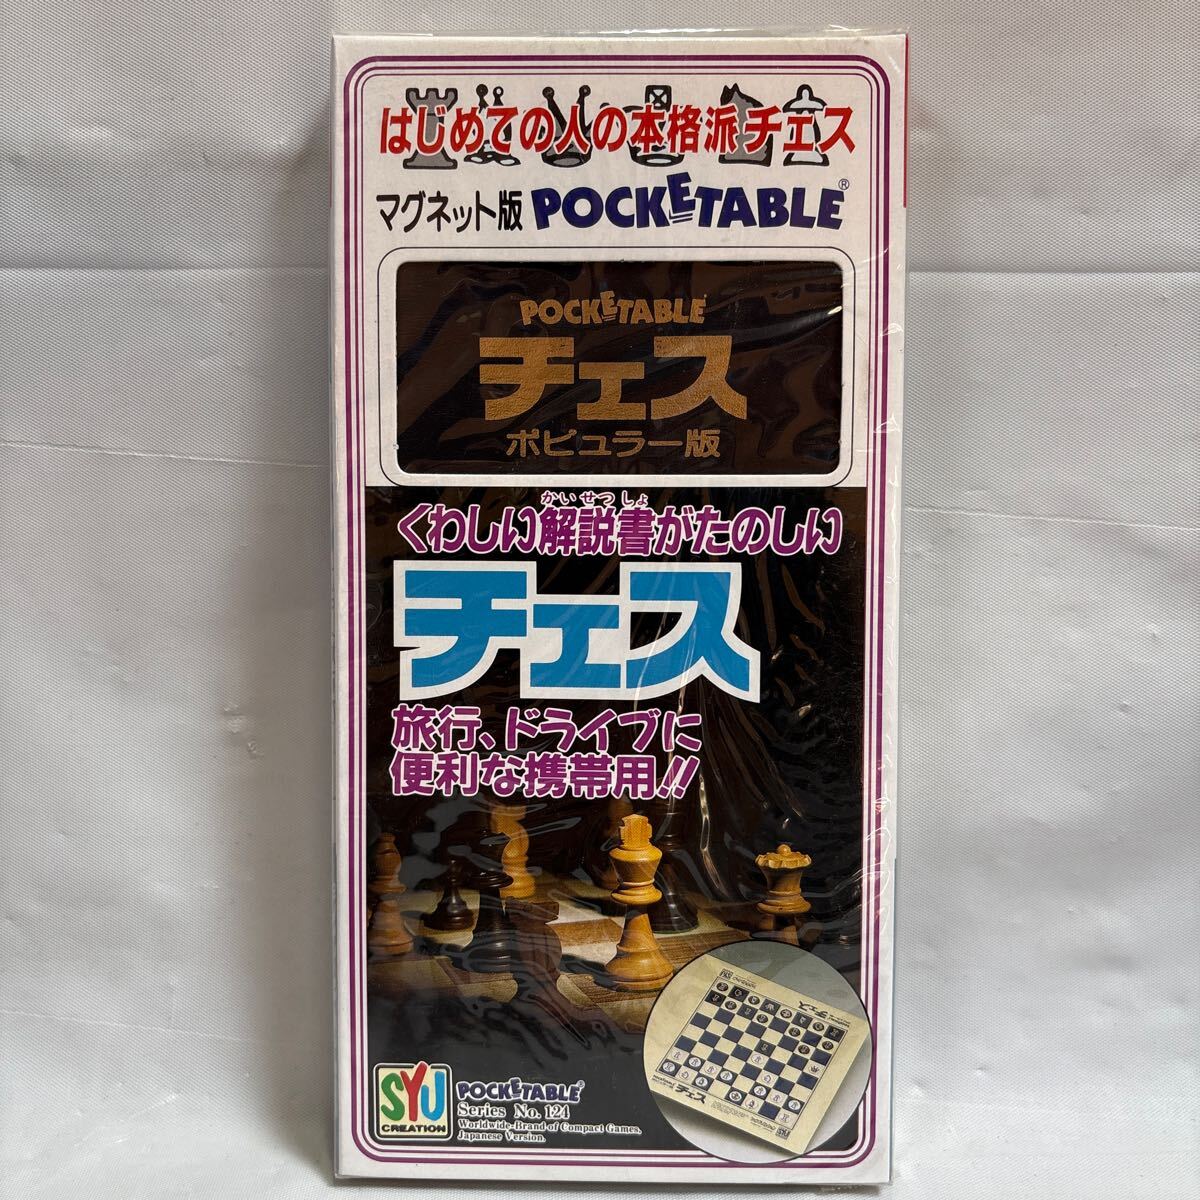 はじめての人の本格派チェス
マグネット版 POCKETABLE®
POCKETABLE
チェス
ポピュラー版
かいせつしょ
くわしい解説書がたのしい
チェス
旅行、ドライブに
便利な携帯用!!
SYU
CREATION
POCKETABLE®
Series No. 124
Worldwide-Brand of Compact Games.
Japanese Version.
チェス